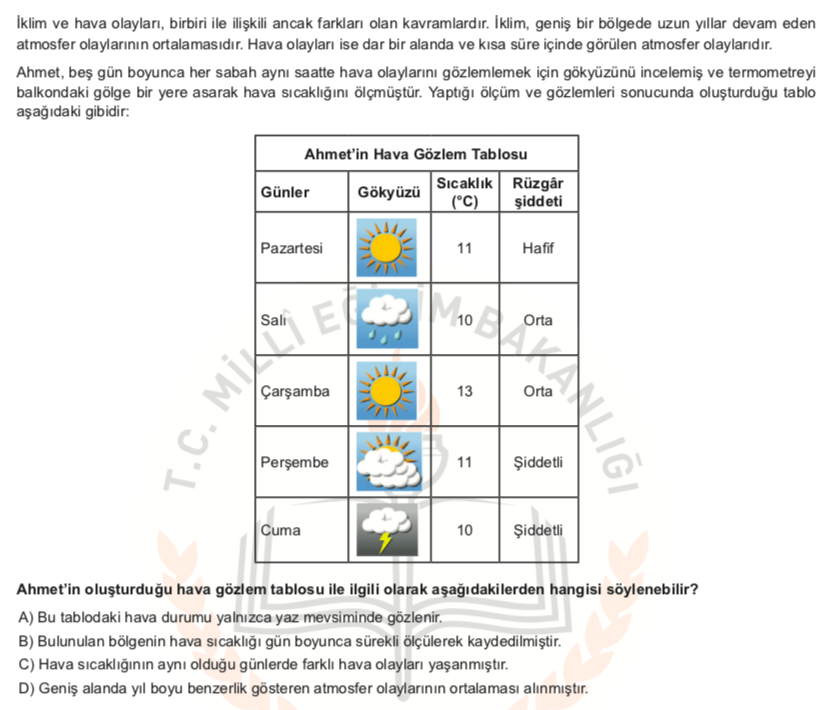 İklim ve hava olayları, birbiri ile ilişkili ancak farkları olan kavramlardır. İklim, geniş bir bölgede uzun yıllar devam eden
atmosfer olaylarının ortalamasıdır. Hava olayları ise dar bir alanda ve kısa süre içinde görülen atmosfer olaylarıdır.
Ahmet, beş gün boyunca her sabah aynı saatte hava olaylarını gözlemlemek için gökyüzünü incelemiş ve termometreyi
balkondaki gölge bir yere asarak hava sıcaklığını ölçmüştür. Yaptığı ölçüm ve gözlemleri sonucunda oluşturduğu tablo
aşağıdaki gibidir:
Ahmet'in Hava Gözlem Tablosu
Günler Gökyüzü Sıcaklık (°C) Rüzgâr şiddeti
Pazartesi 11 Hafif
Salı 10 Orta
Çarşamba 13 Orta
Perşembe 11 Şiddetli
Cuma 10 Şiddetli
T.C. MİLLÎ EĞİTİM BAKANLIĞI
Ahmet'in oluşturduğu hava gözlem tablosu ile ilgili olarak aşağıdakilerden hangisi söylenebilir?
A) Bu tablodaki hava durumu yalnızca yaz mevsiminde gözlenir.
B) Bulunulan bölgenin hava sıcaklığı gün boyunca sürekli ölçülerek kaydedilmiştir.
C) Hava sıcaklığının aynı olduğu günlerde farklı hava olayları yaşanmıştır.
D) Geniş alanda yıl boyu benzerlik gösteren atmosfer olaylarının ortalaması alınmıştır.